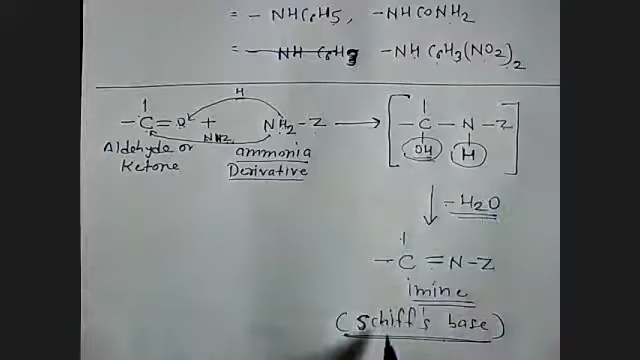 = - NHC6H5, -NHCONH2
= - NH C6H3 -NH C6H3(NO2)2
H
- C = O + NH2 - Z → [ - C - N - Z ]
NHZ
OH H
Aldehyde or ammonia
Ketone Derivative
- H2O
- C = N - Z
imine
(Schiff's base)